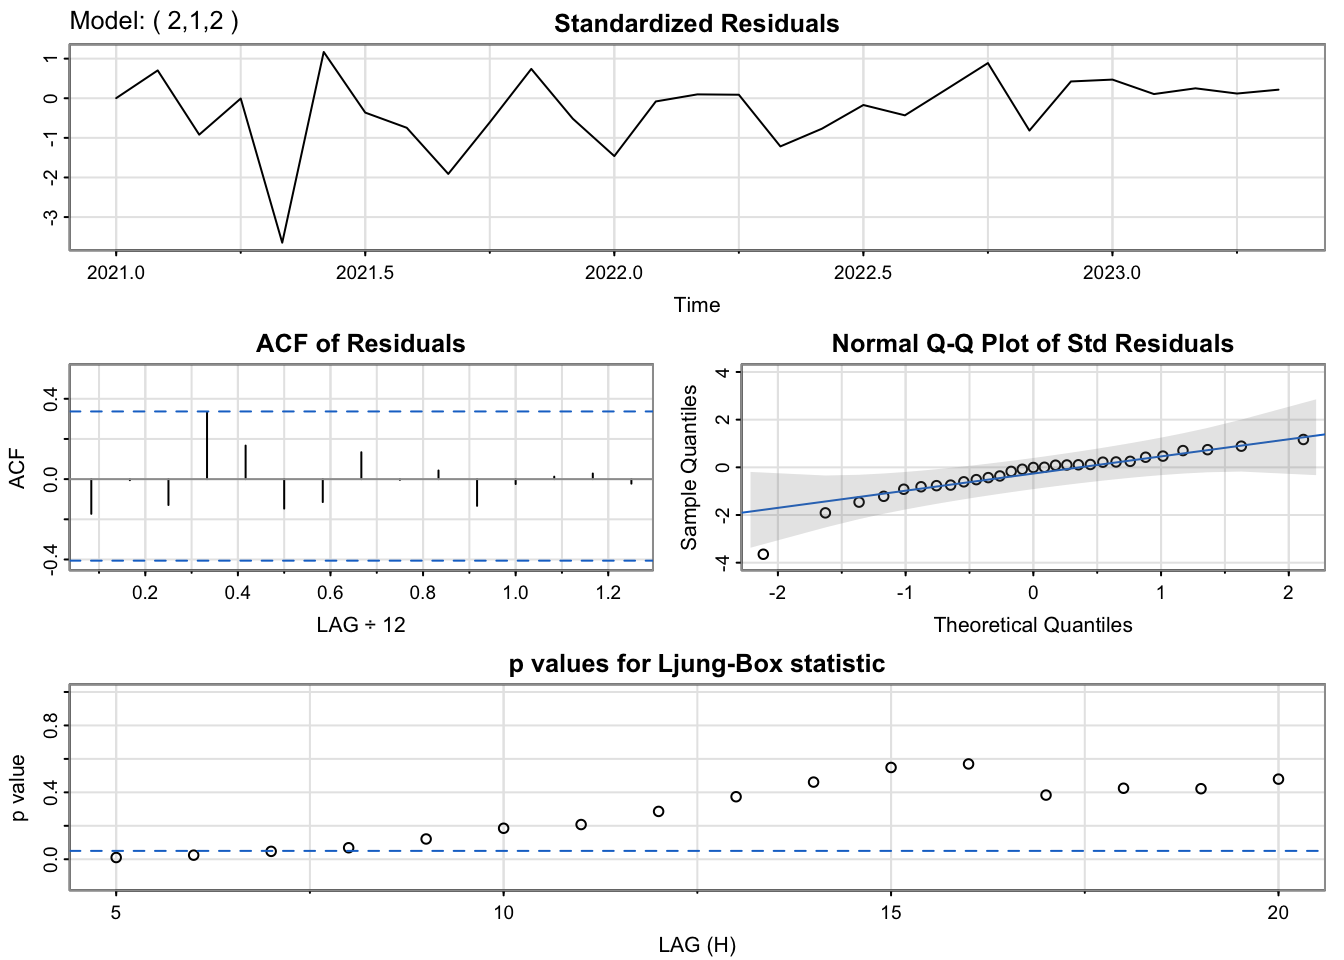 Model: ( 2,1,2 )
Standardized Residuals
1
0
-1
-2
-3
2021.0 2021.5 2022.0 2022.5 2023.0
Time
ACF of Residuals
ACF
0.4
0.0
-0.4
0.2 0.4 0.6 0.8 1.0 1.2
LAG ÷ 12
Normal Q-Q Plot of Std Residuals
Sample Quantiles
4
2
0
-2
-4
-2 -1 0 1 2
Theoretical Quantiles
p values for Ljung-Box statistic
p value
0.8
0.4
0.0
5 10 15 20
LAG (H)